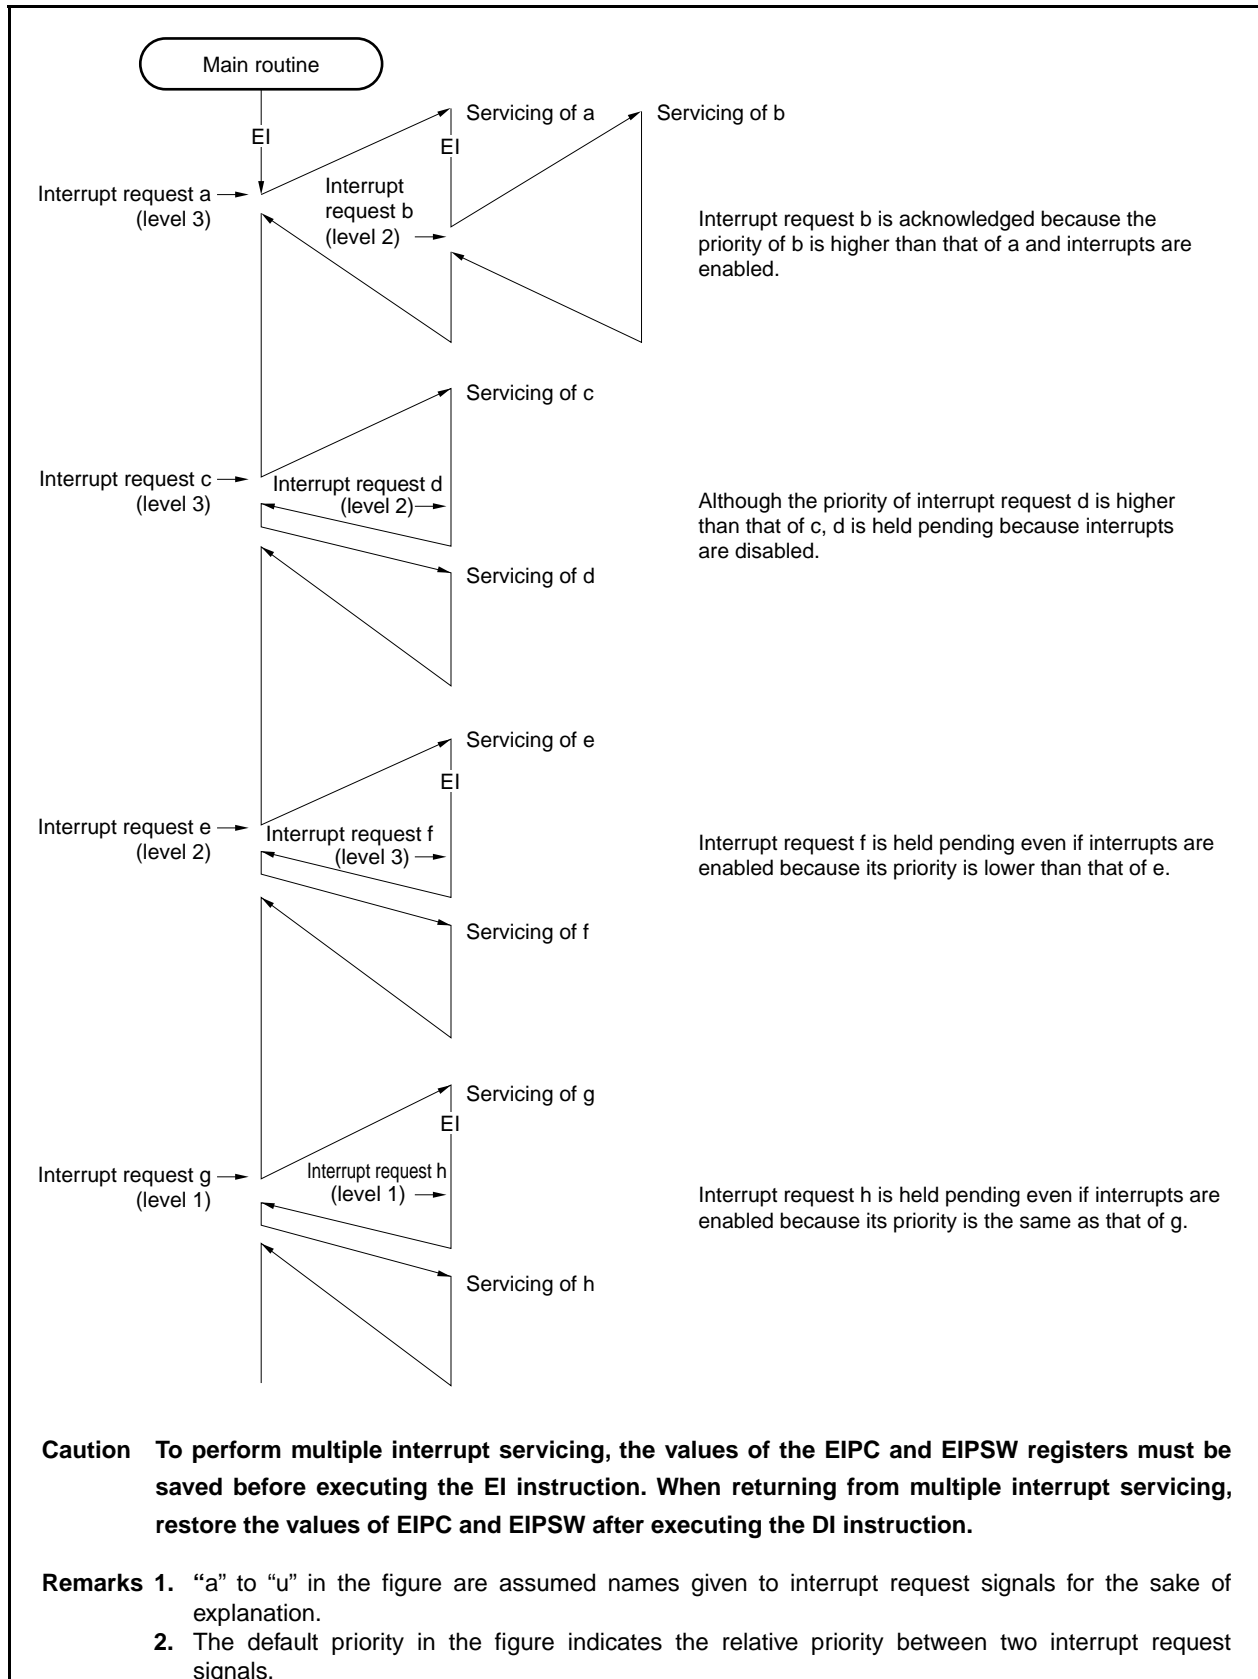 Main routine
EI
Servicing of a
Servicing of b
EI
Interrupt request a
(level 3)
Interrupt
request b
(level 2)
Interrupt request b is acknowledged because the
priority of b is higher than that of a and interrupts are
enabled.
Servicing of c
Interrupt request c
(level 3)
Interrupt request d
(level 2)
Although the priority of interrupt request d is higher
than that of c, d is held pending because interrupts
are disabled.
Servicing of d
Servicing of e
EI
Interrupt request e
(level 2)
Interrupt request f
(level 3)
Interrupt request f is held pending even if interrupts are
enabled because its priority is lower than that of e.
Servicing of f
Servicing of g
EI
Interrupt request g
(level 1)
Interrupt request h
(level 1)
Interrupt request h is held pending even if interrupts are
enabled because its priority is the same as that of g.
Servicing of h
Caution To perform multiple interrupt servicing, the values of the EIPC and EIPSW registers must be
saved before executing the EI instruction. When returning from multiple interrupt servicing,
restore the values of EIPC and EIPSW after executing the DI instruction.
Remarks 1. “a” to “u” in the figure are assumed names given to interrupt request signals for the sake of
explanation.
2. The default priority in the figure indicates the relative priority between two interrupt request
signals.